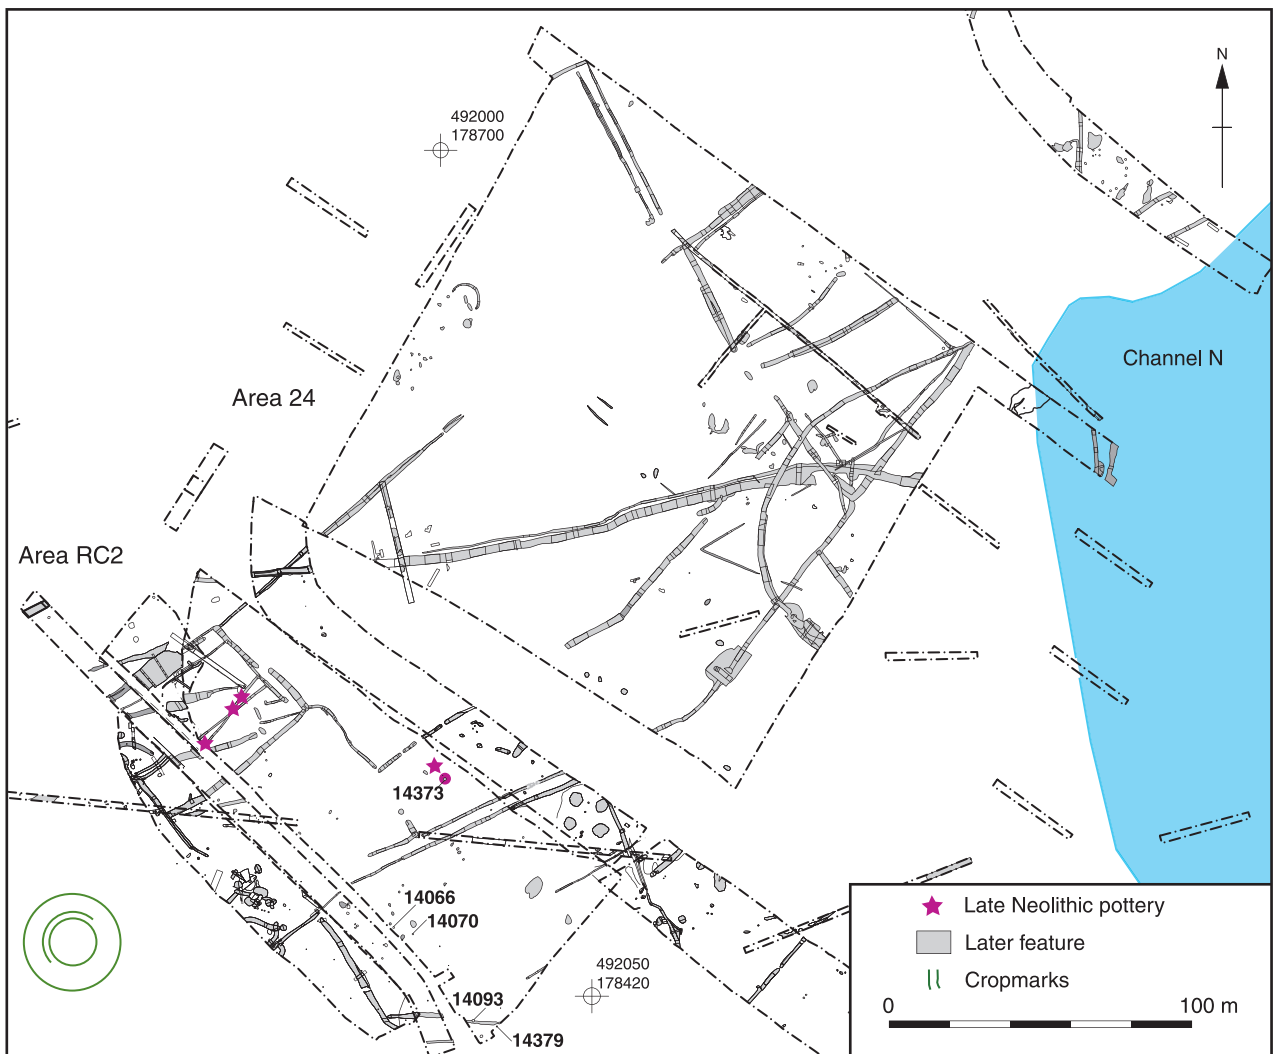 N
492000
178700
Channel N
Area 24
Area RC2
14373
14066
14070
492050
178420
14093
14379
Late Neolithic pottery
Later feature
Cropmarks
0
100 m